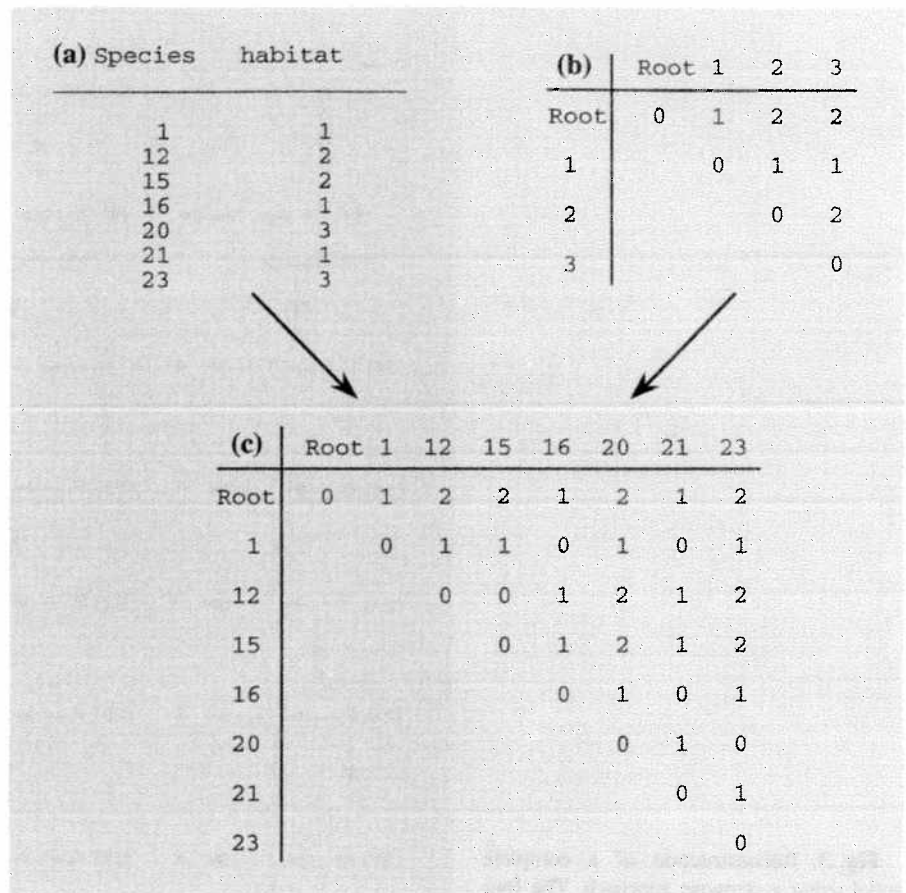 (a) Species habitat
1 1
12 2
15 2
16 1
20 3
21 1
23 3
(b) Root 1 2 3
Root 0 1 2 2
1 0 1 1
2 0 2
3 0
(c) Root 1 12 15 16 20 21 23
Root 0 1 2 2 1 2 1 2
1 0 1 1 0 1 0 1
12 0 0 1 2 1 2
15 0 1 2 1 2
16 0 1 0 1
20 0 1 0
21 0 1
23 0